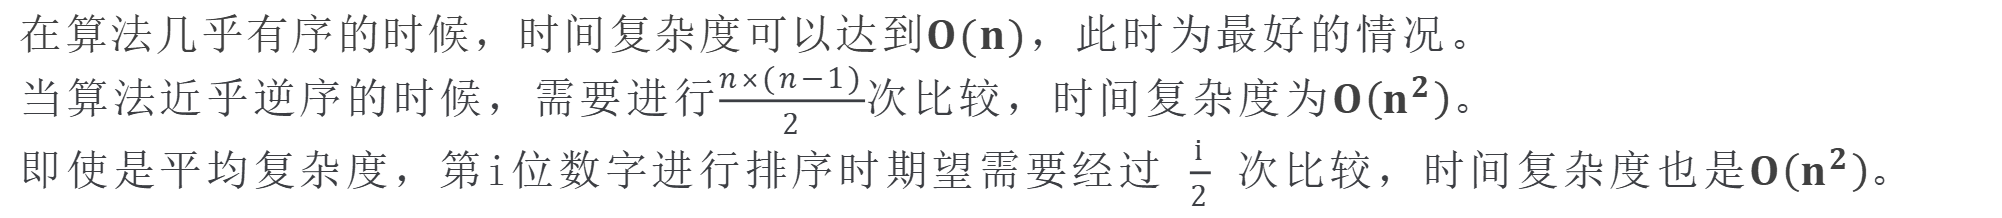 在算法几乎有序的时候，时间复杂度可以达到O(n)，此时为最好的情况。
当算法近乎逆序的时候，需要进行\frac{n×(n−1)}{2}次比较，时间复杂度为O(n²)。
即使是平均复杂度，第i位数字进行排序时期望需要经过 \frac{i}{2} 次比较，时间复杂度也是O(n²)。